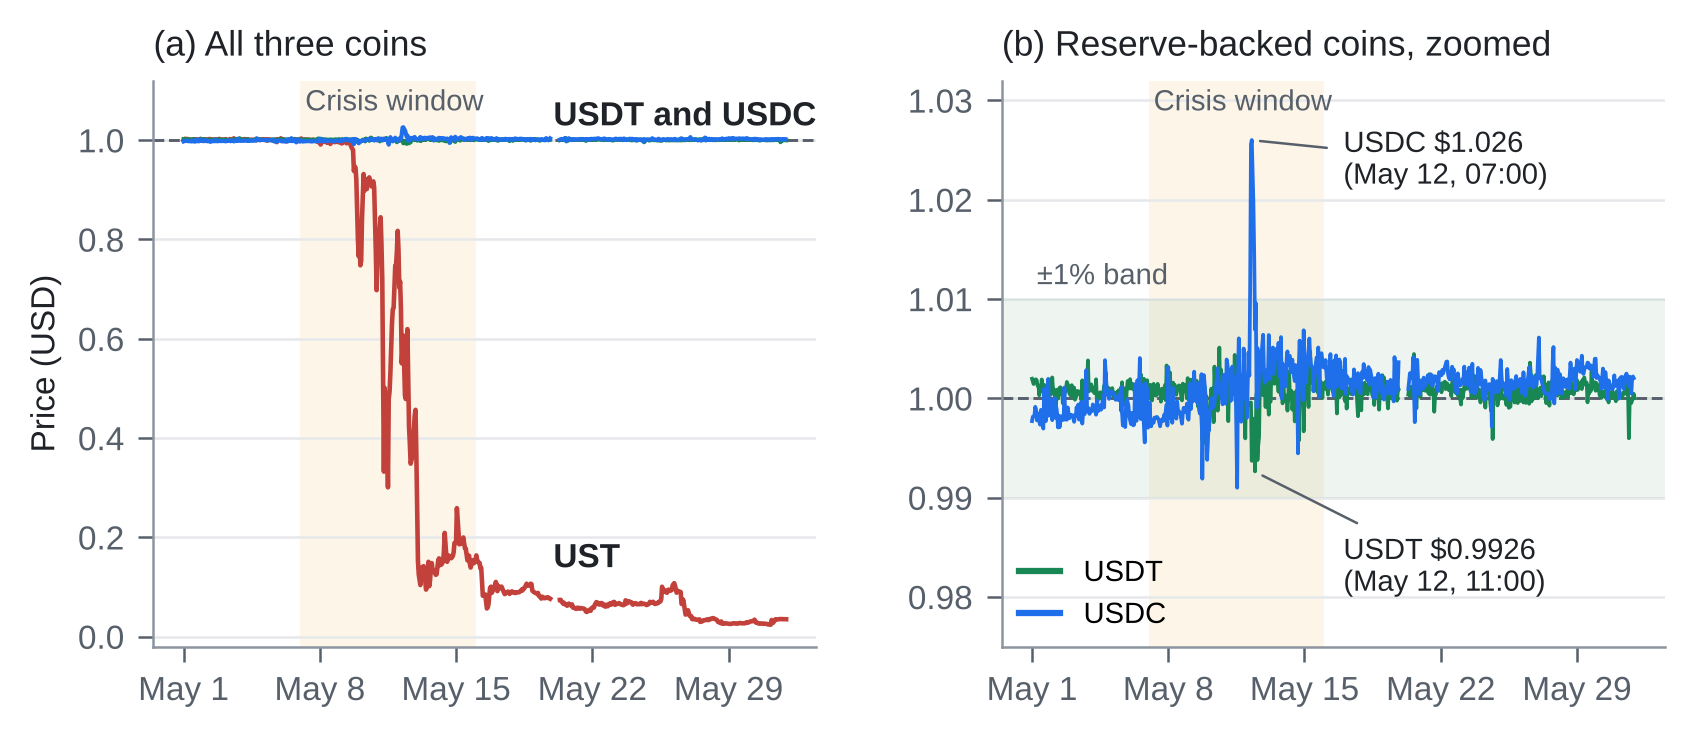 (a) All three coins
Crisis window
USDT and USDC
UST
Price (USD)
1.0
0.8
0.6
0.4
0.2
0.0
May 1
May 8
May 15
May 22
May 29
(b) Reserve-backed coins, zoomed
Crisis window
USDC $1.026
(May 12, 07:00)
±1% band
USDT $0.9926
(May 12, 11:00)
USDT
USDC
1.03
1.02
1.01
1.00
0.99
0.98
May 1
May 8
May 15
May 22
May 29